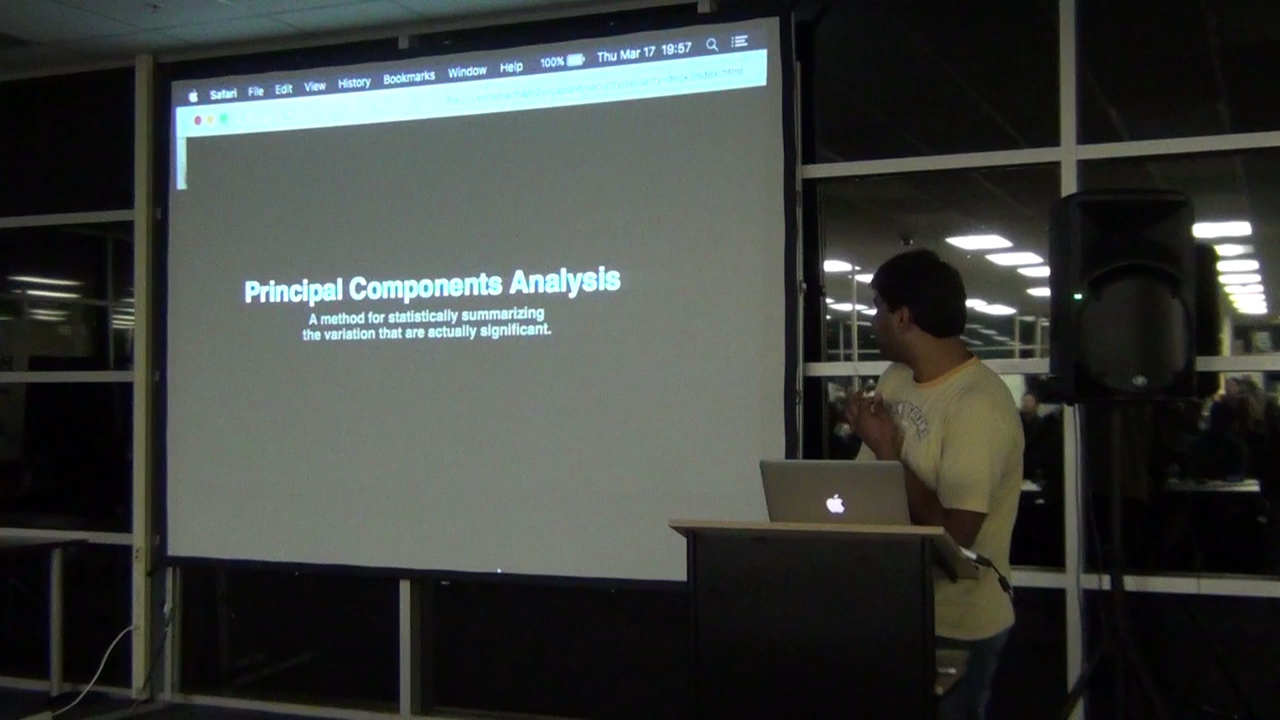 Safari File Edit View History Bookmarks Window Help 100% Thu Mar 17 19:57
Principal Components Analysis
A method for statistically summarizing
the variation that are actually significant.